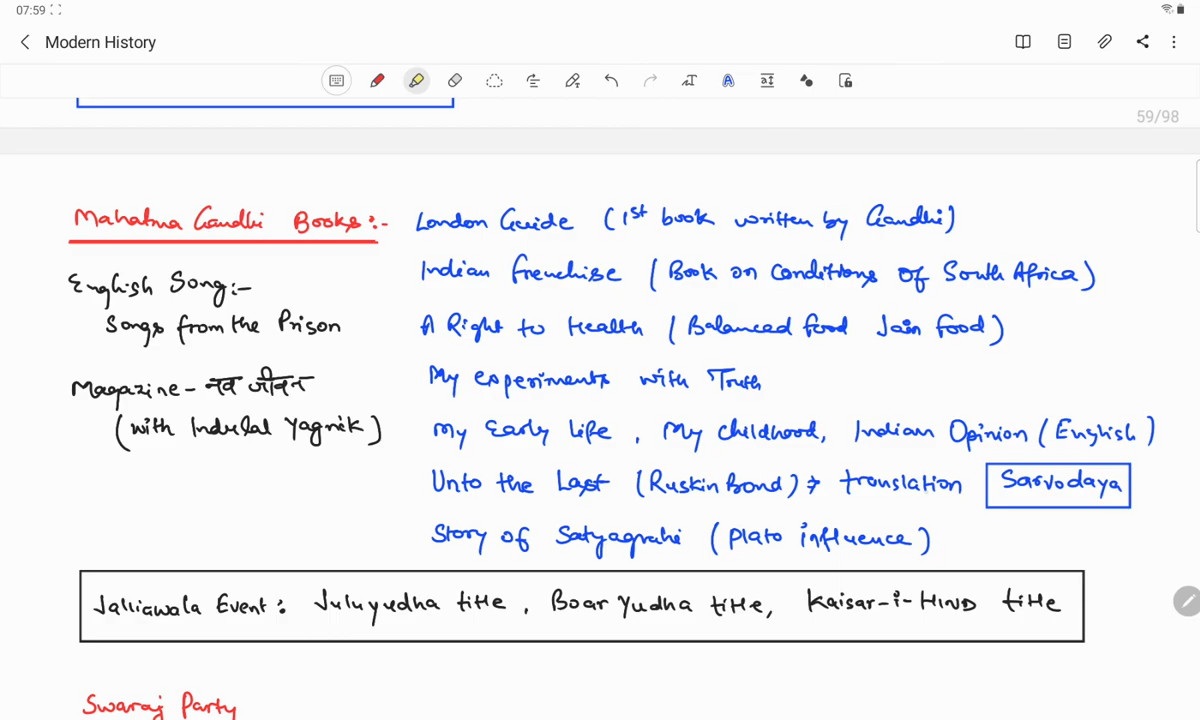 07:59
Modern History
59/98
Mahatma Gandhi Books:-
London Guide (1st book written by Gandhi)
Indian frenchise (Book on Conditions of South Africa)
English Song:-
Songs from the Prison
A Right to Health (Balanced food Jain food)
Magazine - नव जीवन
(with Indulal Yagnik)
My experiments with Truth
My Early Life, My childhood, Indian Opinion (English)
Unto the Last (Ruskin Bond) → translation Sarvodaya
Story of Satyagrahi (Plato influence)
Jalliawala Event: Juluyudha title, Boar Yudha title, Kaisar-i-HIND title
Swaraj Party